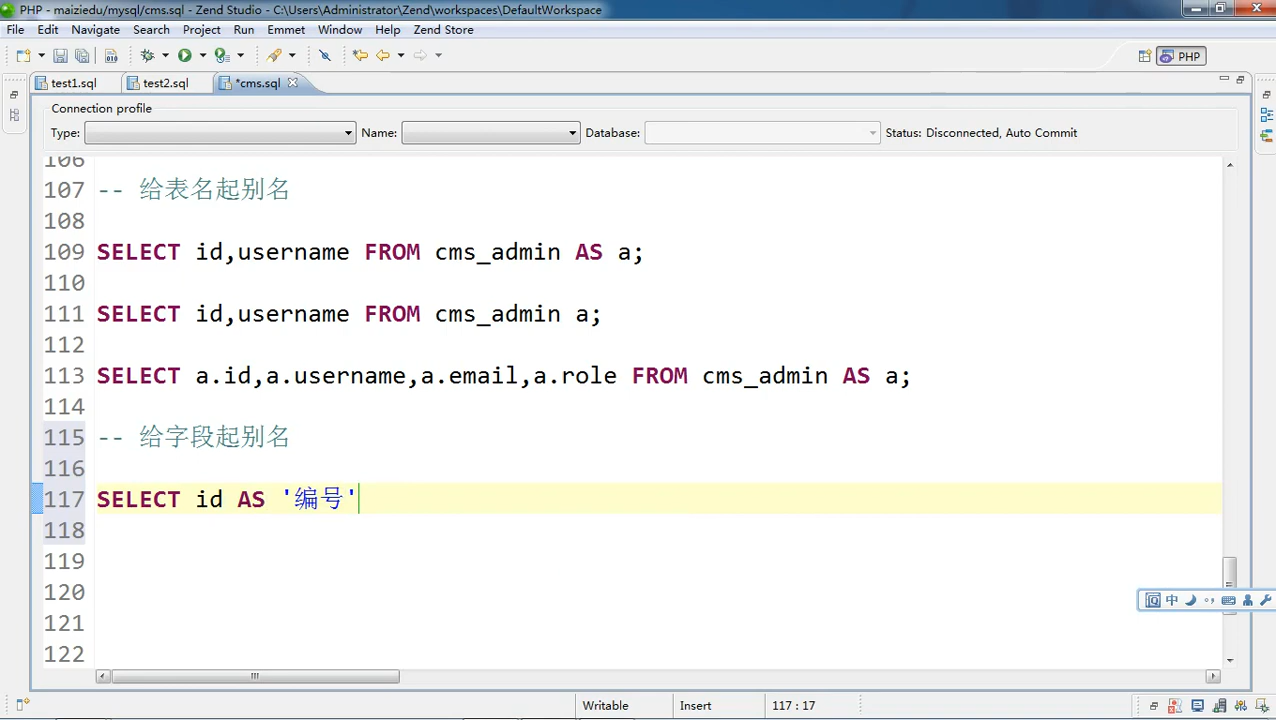 PHP - maiziedu/mysql/cms.sql - Zend Studio - C:\Users\Administrator\Zend\workspaces\DefaultWorkspace
File Edit Navigate Search Project Run Emmet Window Help Zend Store
PHP
test1.sql test2.sql *cms.sql
Connection profile
Type: Name: Database: Status: Disconnected, Auto Commit
106
107 -- 给表名起别名
108
109 SELECT id,username FROM cms_admin AS a;
110
111 SELECT id,username FROM cms_admin a;
112
113 SELECT a.id,a.username,a.email,a.role FROM cms_admin AS a;
114
115 -- 给字段起别名
116
117 SELECT id AS '编号'
118
119
120
121
122
中
Writable Insert 117 : 17